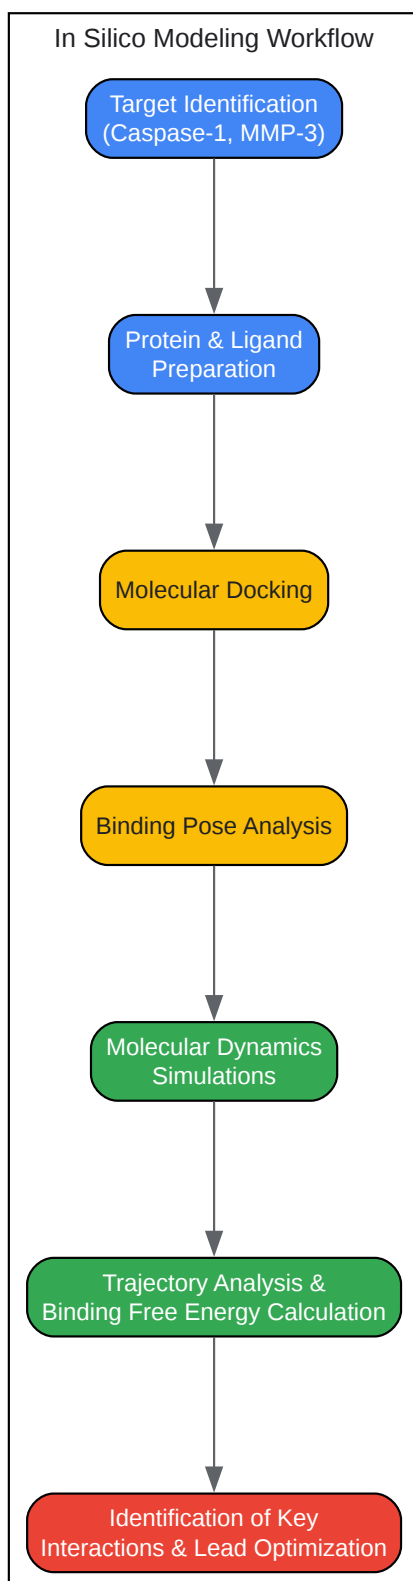 In Silico Modeling Workflow
Target Identification
(Caspase-1, MMP-3)
Protein & Ligand
Preparation
Molecular Docking
Binding Pose Analysis
Molecular Dynamics
Simulations
Trajectory Analysis &
Binding Free Energy Calculation
Identification of Key
Interactions & Lead Optimization